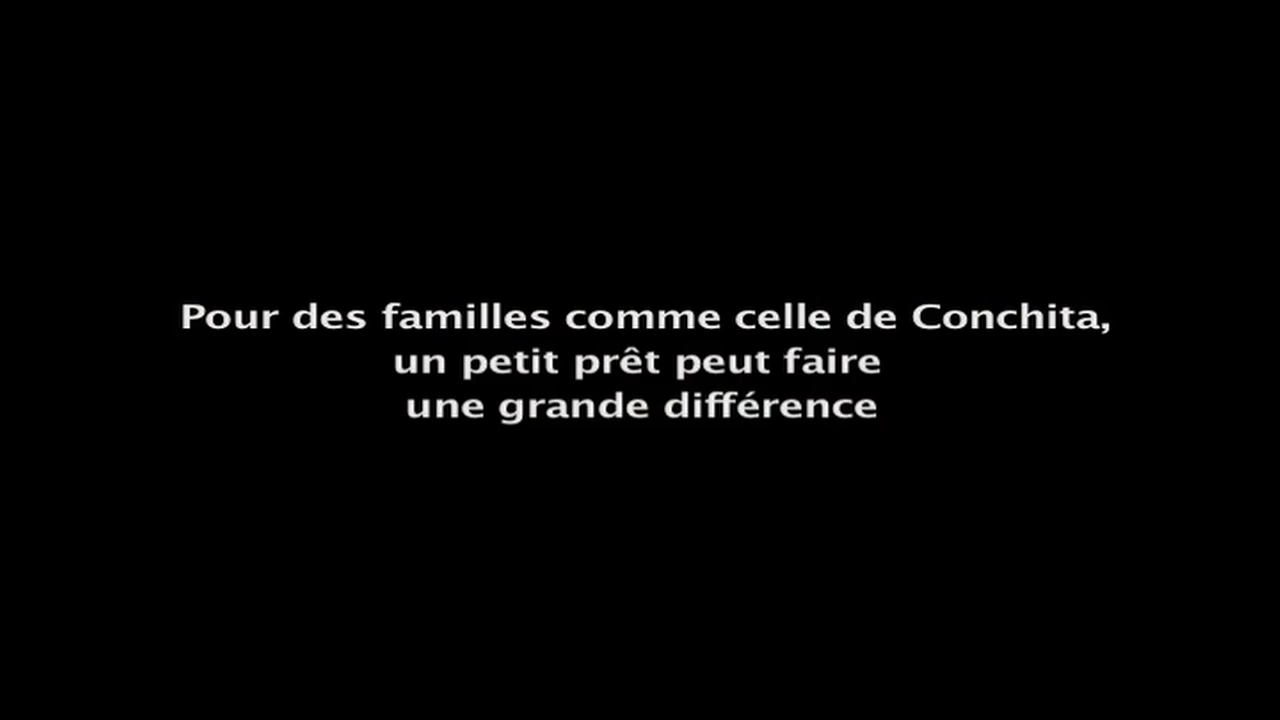 Pour des familles comme celle de Conchita,
un petit prêt peut faire
une grande différence